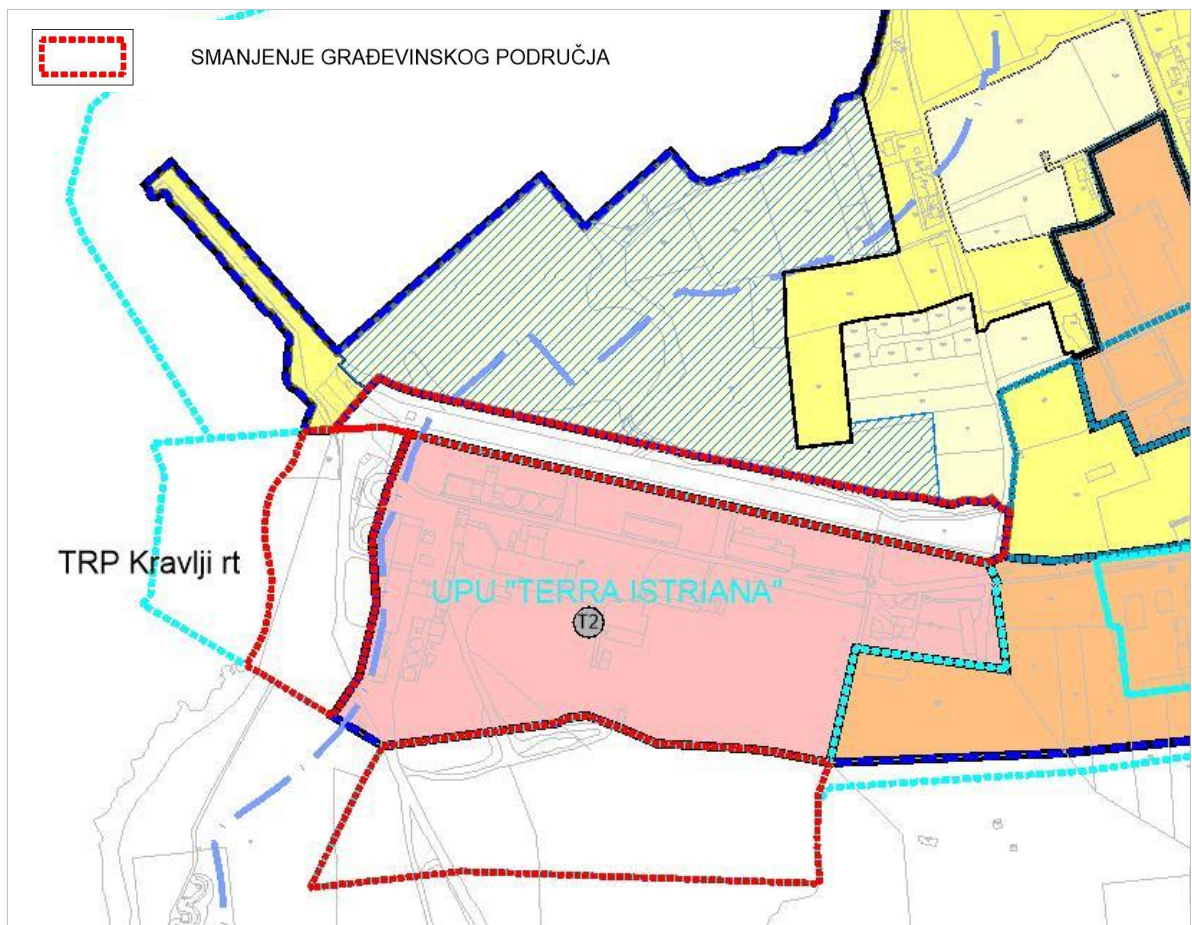 SMANJENJE GRAĐEVINSKOG PODRUČJA
TRP Kravlji rt
UPU "TERRA ISTRIANA"
T2